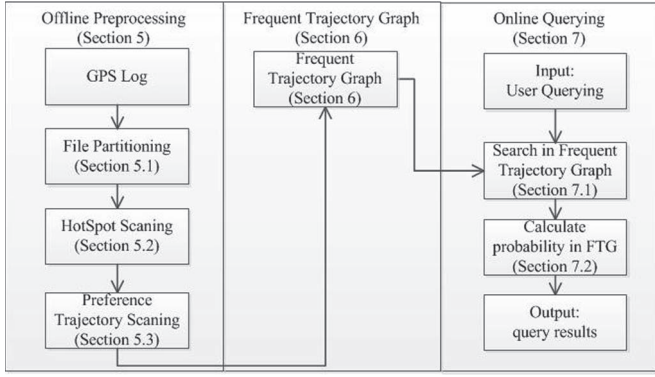 Offline Preprocessing
(Section 5)
GPS Log
File Partitioning
(Section 5.1)
HotSpot Scaning
(Section 5.2)
Preference
Trajectory Scaning
(Section 5.3)
Frequent Trajectory Graph
(Section 6)
Frequent
Trajectory Graph
(Section 6)
Online Querying
(Section 7)
Input:
User Querying
Search in Frequent
Trajectory Graph
(Section 7.1)
Calculate
probability in FTG
(Section 7.2)
Output:
query results